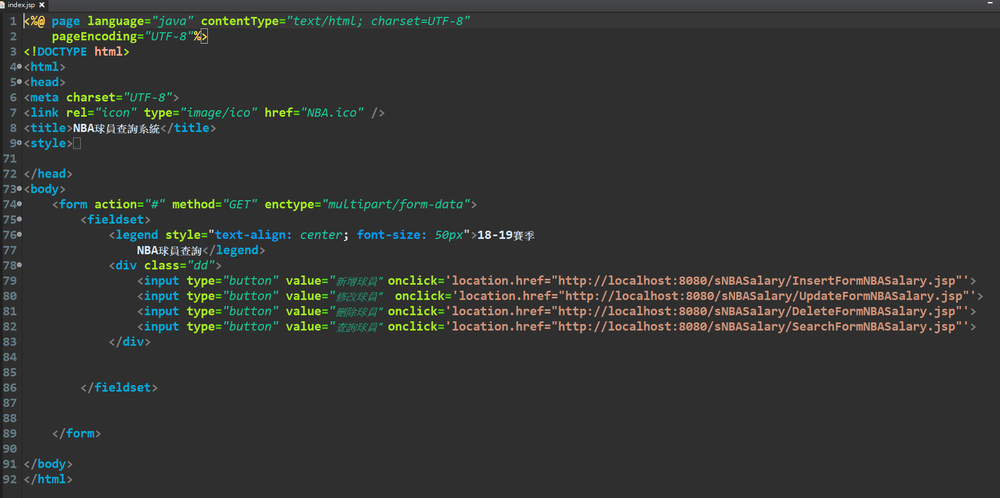 index.jsp
1 <%@ page language="java" contentType="text/html; charset=UTF-8"
2     pageEncoding="UTF-8"%>
3 <!DOCTYPE html>
4 <html>
5 <head>
6 <meta charset="UTF-8">
7 <link rel="icon" type="image/ico" href="NBA.ico" />
8 <title>NBA球員查詢系統</title>
9 <style>
71
72 </head>
73 <body>
74     <form action="#" method="GET" enctype="multipart/form-data">
75         <fieldset>
76             <legend style="text-align: center; font-size: 50px">18-19賽季
77                 NBA球員查詢</legend>
78             <div class="dd">
79                 <input type="button" value="新增球員" onclick='location.href="http://localhost:8080/sNBASalary/InsertFormNBASalary.jsp"'>
80                 <input type="button" value="修改球員"  onclick='location.href="http://localhost:8080/sNBASalary/UpdateFormNBASalary.jsp"'>
81                 <input type="button" value="刪除球員" onclick='location.href="http://localhost:8080/sNBASalary/DeleteFormNBASalary.jsp"'>
82                 <input type="button" value="查詢球員" onclick='location.href="http://localhost:8080/sNBASalary/SearchFormNBASalary.jsp"'>
83             </div>
84
85
86         </fieldset>
87
88
89     </form>
90
91 </body>
92 </html>